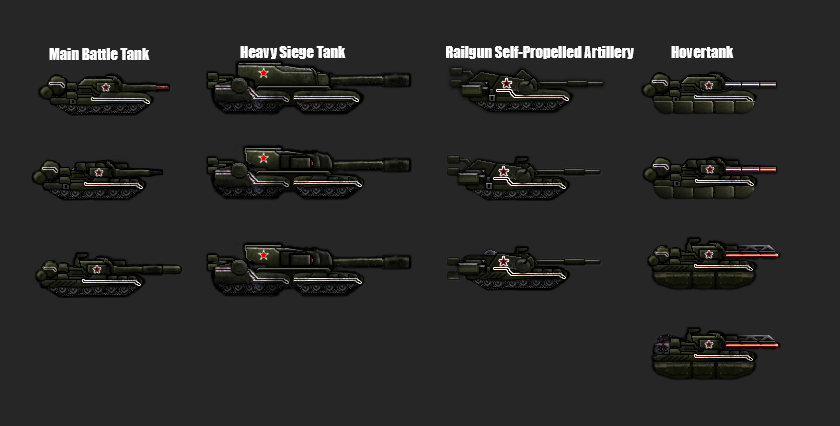 Main Battle Tank
Heavy Siege Tank
Railgun Self-Propelled Artillery
Hovertank